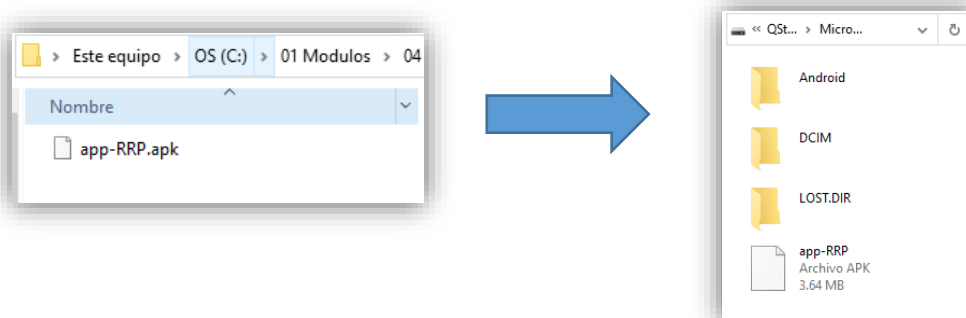 Este equipo > OS (C:) > 01 Modulos > 04
Nombre
app-RRP.apk
« QSt... > Micro...
Android
DCIM
LOST.DIR
app-RRP
Archivo APK
3.64 MB